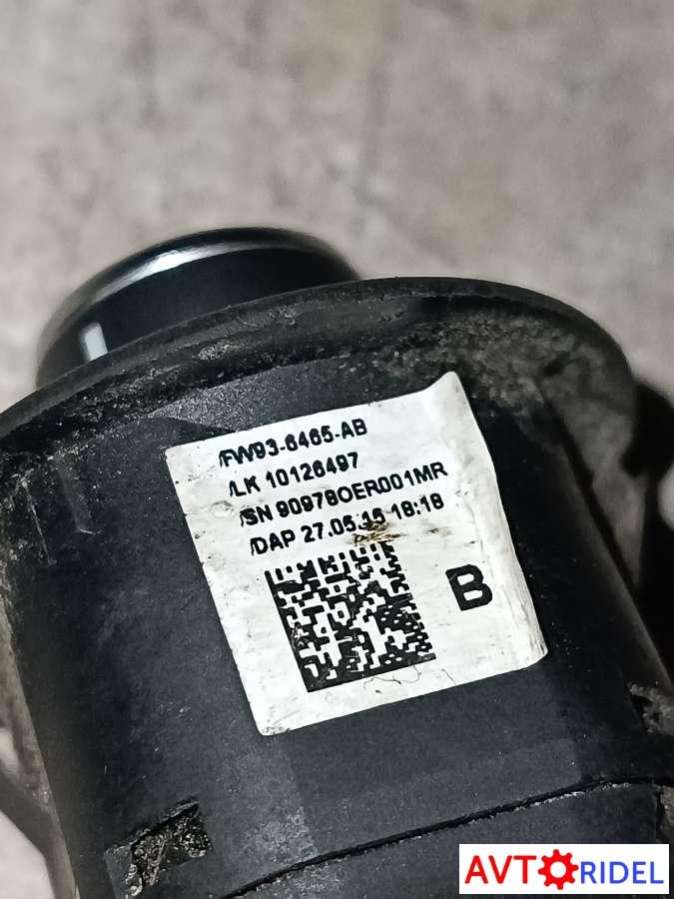 /FW93-6465-AB
/LK 10126497
/SN 90978OER001MR
/DAP 27.05.15 18:18
B
AVTORIDEL